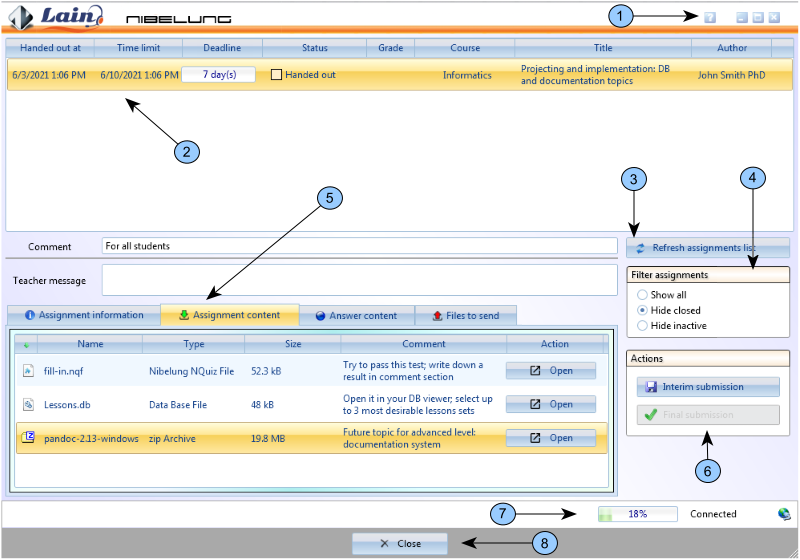 Lain NIBELUNG 1 ?
Handed out at Time limit Deadline Status Grade Course Title Author
6/3/2021 1:06 PM 6/10/2021 1:06 PM 7 day(s) Handed out Informatics Projecting and implementation: DB John Smith PhD
and documentation topics
2
3
4
5
Comment For all students
Refresh assignments list
Teacher message
Filter assignments
Show all
Hide closed
Hide inactive
Assignment information Assignment content Answer content Files to send
Name Type Size Comment Action
fill-in.nqf Nibelung NQuiz File 52.3 kB Try to pass this test; write down a Open
result in comment section
Lessons.db Data Base File 48 kB Open it in your DB viewer; select up Open
to 3 most desirable lessons sets
pandoc-2.13-windows zip Archive 19.8 MB Future topic for advanced level: Open
documentation system
Actions
Interim submission
Final submission
6
7 18% Connected
Close 8